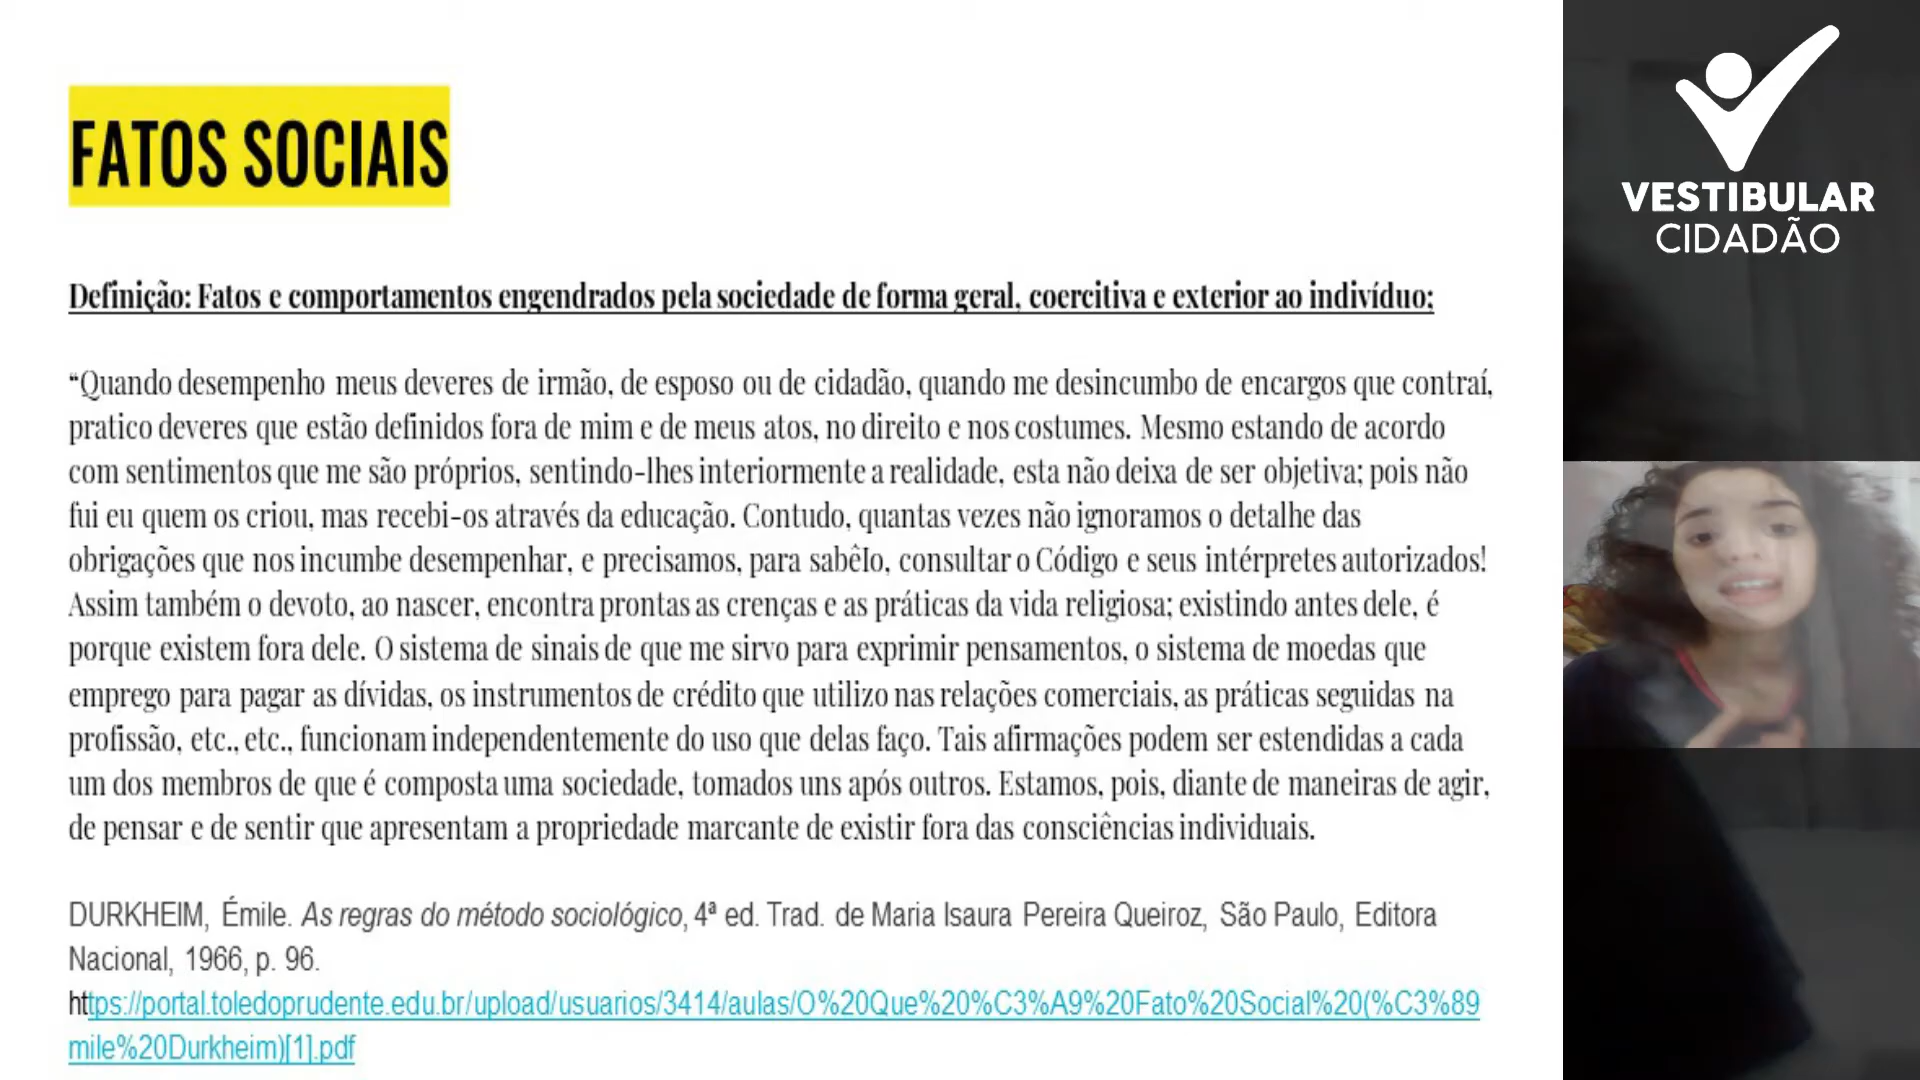 FATOS SOCIAIS
Definição: Fatos e comportamentos engendrados pela sociedade de forma geral, coercitiva e exterior ao indivíduo;
“Quando desempenho meus deveres de irmão, de esposo ou de cidadão, quando me desincumbo de encargos que contraí,
pratico deveres que estão definidos fora de mim e de meus atos, no direito e nos costumes. Mesmo estando de acordo
com sentimentos que me são próprios, sentindo-lhes interiormente a realidade, esta não deixa de ser objetiva; pois não
fui eu quem os criou, mas recebi-os através da educação. Contudo, quantas vezes não ignoramos o detalhe das
obrigações que nos incumbe desempenhar, e precisamos, para sabêIo, consultar o Código e seus intérpretes autorizados!
Assim também o devoto, ao nascer, encontra prontas as crenças e as práticas da vida religiosa; existindo antes dele, é
porque existem fora dele. O sistema de sinais de que me sirvo para exprimir pensamentos, o sistema de moedas que
emprego para pagar as dívidas, os instrumentos de crédito que utilizo nas relações comerciais, as práticas seguidas na
profissão, etc., etc., funcionam independentemente do uso que delas faço. Tais afirmações podem ser estendidas a cada
um dos membros de que é composta uma sociedade, tomados uns após outros. Estamos, pois, diante de maneiras de agir,
de pensar e de sentir que apresentam a propriedade marcante de existir fora das consciências individuais.
DURKHEIM, Émile. As regras do método sociológico, 4ª ed. Trad. de Maria Isaura Pereira Queiroz, São Paulo, Editora
Nacional, 1966, p. 96.
https://portal.toledoprudente.edu.br/upload/usuarios/3414/aulas/O%20Que%20%C3%A9%20Fato%20Social%20(%C3%89
mile%20Durkheim)[1].pdf
VESTIBULAR
CIDADÃO